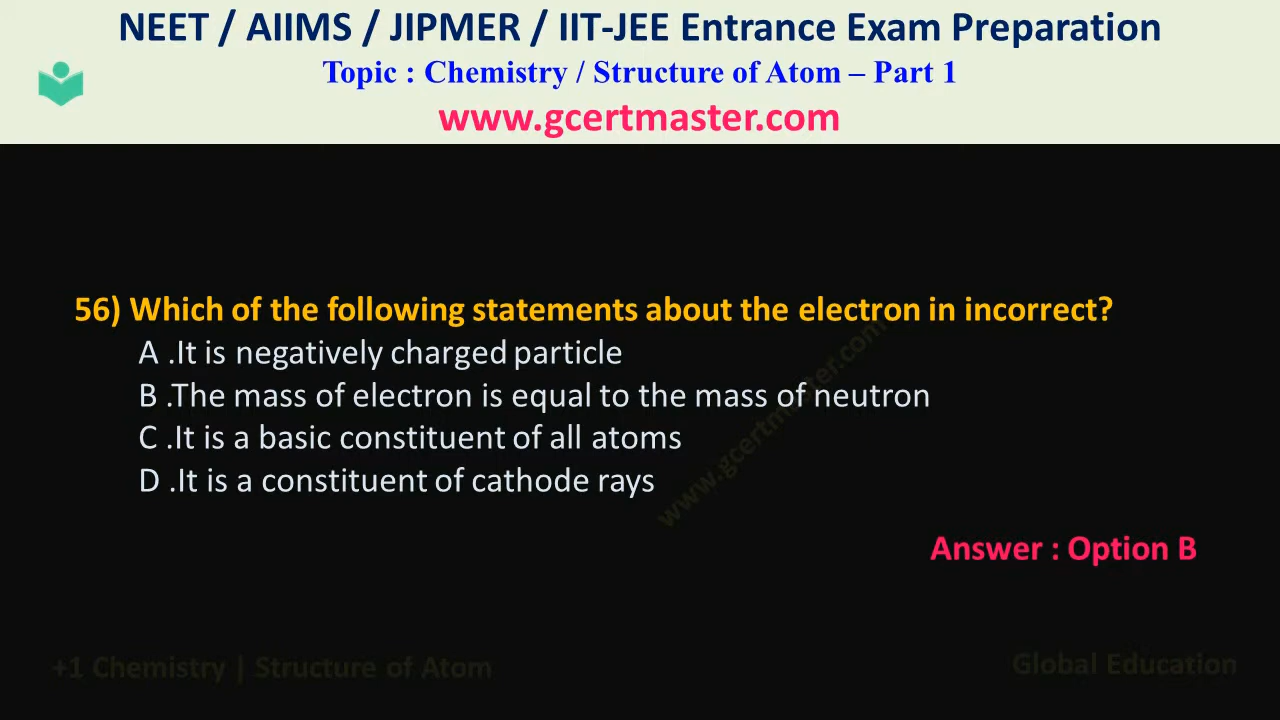 NEET / AIIMS / JIPMER / IIT-JEE Entrance Exam Preparation
Topic : Chemistry / Structure of Atom – Part 1
www.gcertmaster.com
56) Which of the following statements about the electron in incorrect?
A .It is negatively charged particle
B .The mass of electron is equal to the mass of neutron
C .It is a basic constituent of all atoms
D .It is a constituent of cathode rays
www.gcertmaster.com
Answer : Option B
+1 Chemistry | Structure of Atom
Global Education